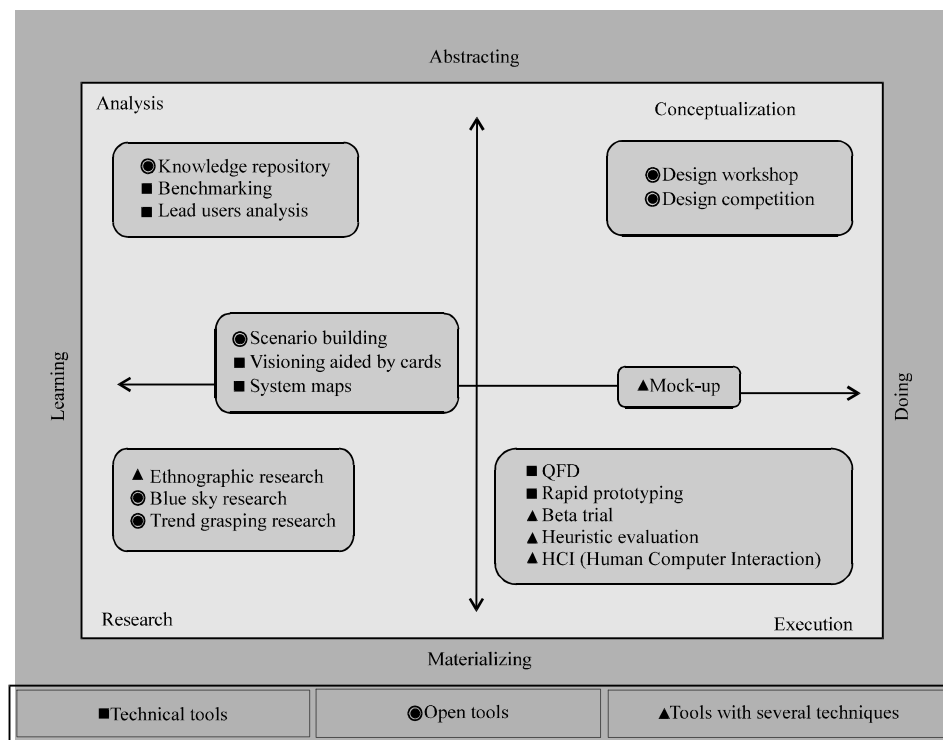 Abstracting
Analysis
Conceptualization
Knowledge repository
Benchmarking
Lead users analysis
Design workshop
Design competition
Scenario building
Visioning aided by cards
System maps
Mock-up
Learning
Doing
Ethnographic research
Blue sky research
Trend grasping research
QFD
Rapid prototyping
Beta trial
Heuristic evaluation
HCI (Human Computer Interaction)
Research
Execution
Materializing
Technical tools
Open tools
Tools with several techniques